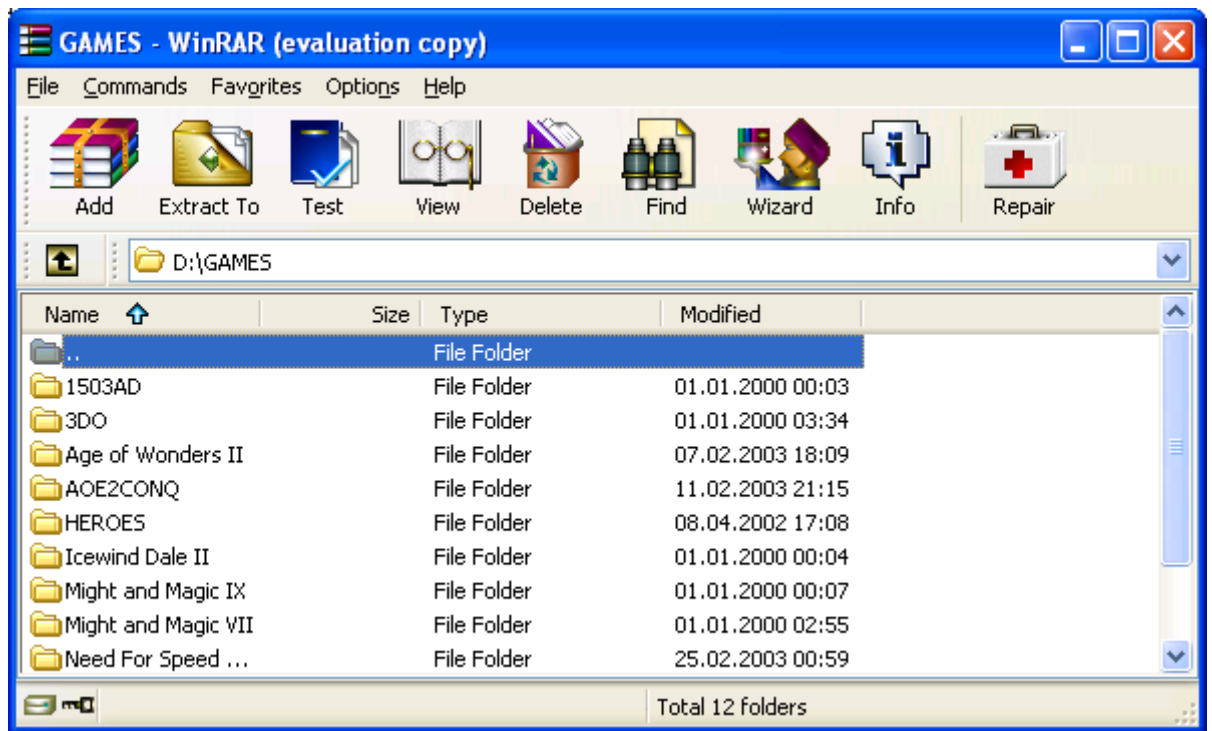 GAMES - WinRAR (evaluation copy)
File Commands Favorites Options Help
Add Extract To Test View Delete Find Wizard Info Repair
D:\GAMES
Name Size Type Modified
.. File Folder
1503AD File Folder 01.01.2000 00:03
3DO File Folder 01.01.2000 03:34
Age of Wonders II File Folder 07.02.2003 18:09
AOE2CONQ File Folder 11.02.2003 21:15
HEROES File Folder 08.04.2002 17:08
Icewind Dale II File Folder 01.01.2000 00:04
Might and Magic IX File Folder 01.01.2000 00:07
Might and Magic VII File Folder 01.01.2000 02:55
Need For Speed ... File Folder 25.02.2003 00:59
Total 12 folders